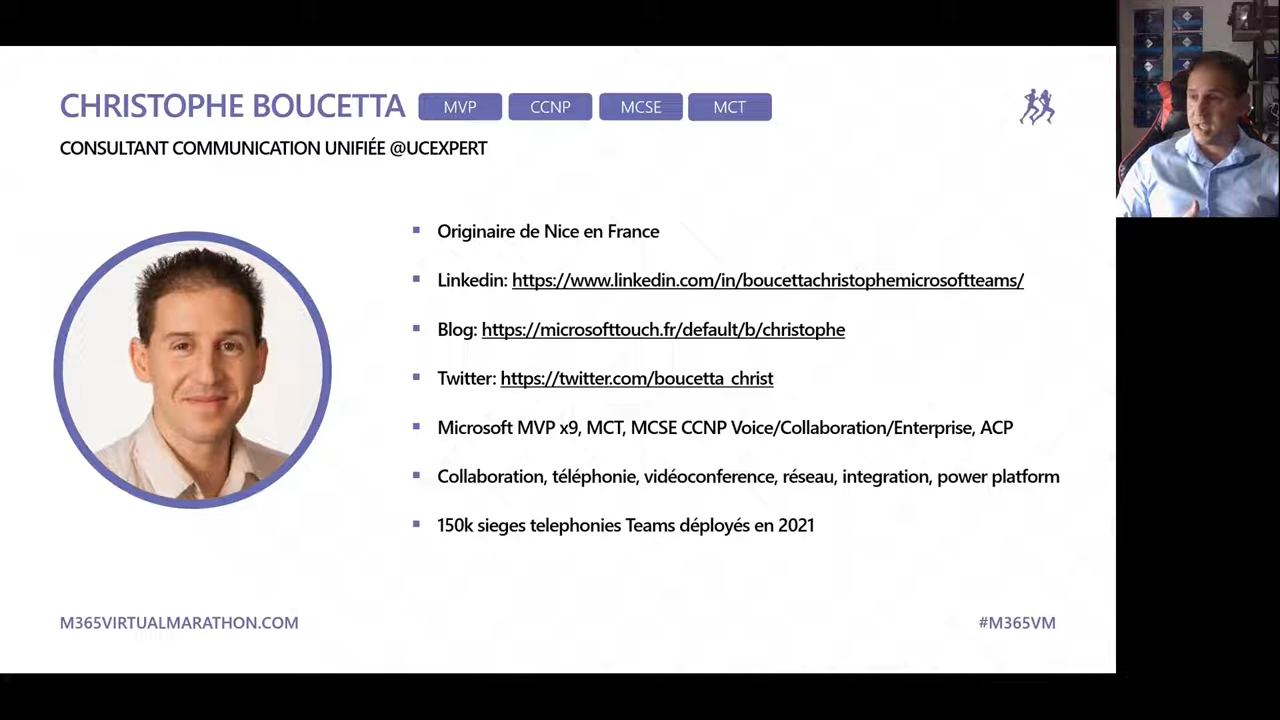 CHRISTOPHE BOUCETTA MVP CCNP MCSE MCT
CONSULTANT COMMUNICATION UNIFIÉE @UCEXPERT
Originaire de Nice en France
Linkedin: https://www.linkedin.com/in/boucettachristophemicrosoftteams/
Blog: https://microsofttouch.fr/default/b/christophe
Twitter: https://twitter.com/boucetta_christ
Microsoft MVP x9, MCT, MCSE CCNP Voice/Collaboration/Enterprise, ACP
Collaboration, téléphonie, vidéoconference, réseau, integration, power platform
150k sieges telephonies Teams déployés en 2021
M365VIRTUALMARATHON.COM #M365VM